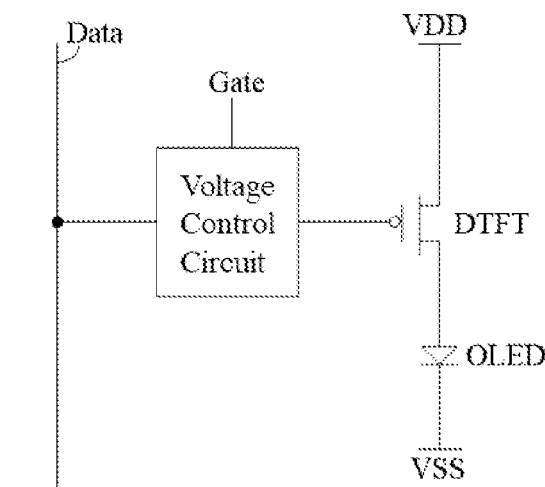 Data
VDD
Gate
Voltage
Control
Circuit
DTFT
OLED
VSS